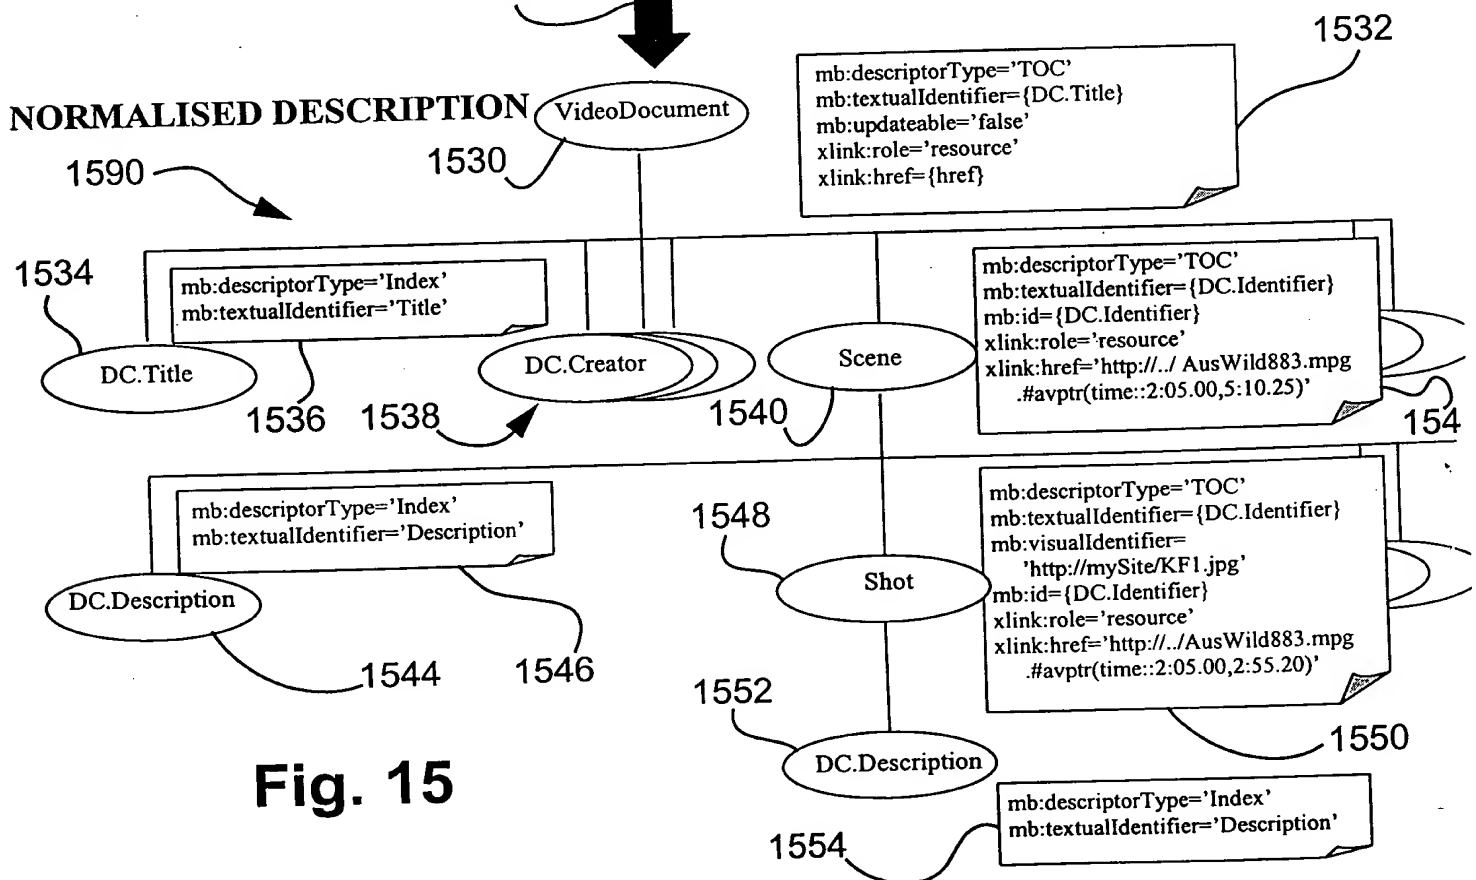 1532
mb:descriptorType='TOC'
mb:textualIdentifier={DC.Title}
mb:updateable='false'
xlink:role='resource'
xlink:href={href}
NORMALISED DESCRIPTION
VideoDocument
1530
1590
1534
mb:descriptorType='Index'
mb:textualIdentifier='Title'
mb:descriptorType='TOC'
mb:textualIdentifier={DC.Identifier}
mb:id={DC.Identifier}
xlink:role='resource'
xlink:href='http://../ AusWild883.mpg
.#avptr(time::2:05.00,5:10.25)'
DC.Title
DC.Creator
Scene
1536
1538
1540
154
mb:descriptorType='Index'
mb:textualIdentifier='Description'
1548
mb:descriptorType='TOC'
mb:textualIdentifier={DC.Identifier}
mb:visualIdentifier=
'http://mySite/KF1.jpg'
mb:id={DC.Identifier}
xlink:role='resource'
xlink:href='http://../AusWild883.mpg
.#avptr(time::2:05.00,2:55.20)'
DC.Description
Shot
1544
1546
1552
1550
DC.Description
Fig. 15
mb:descriptorType='Index'
mb:textualIdentifier='Description'
1554